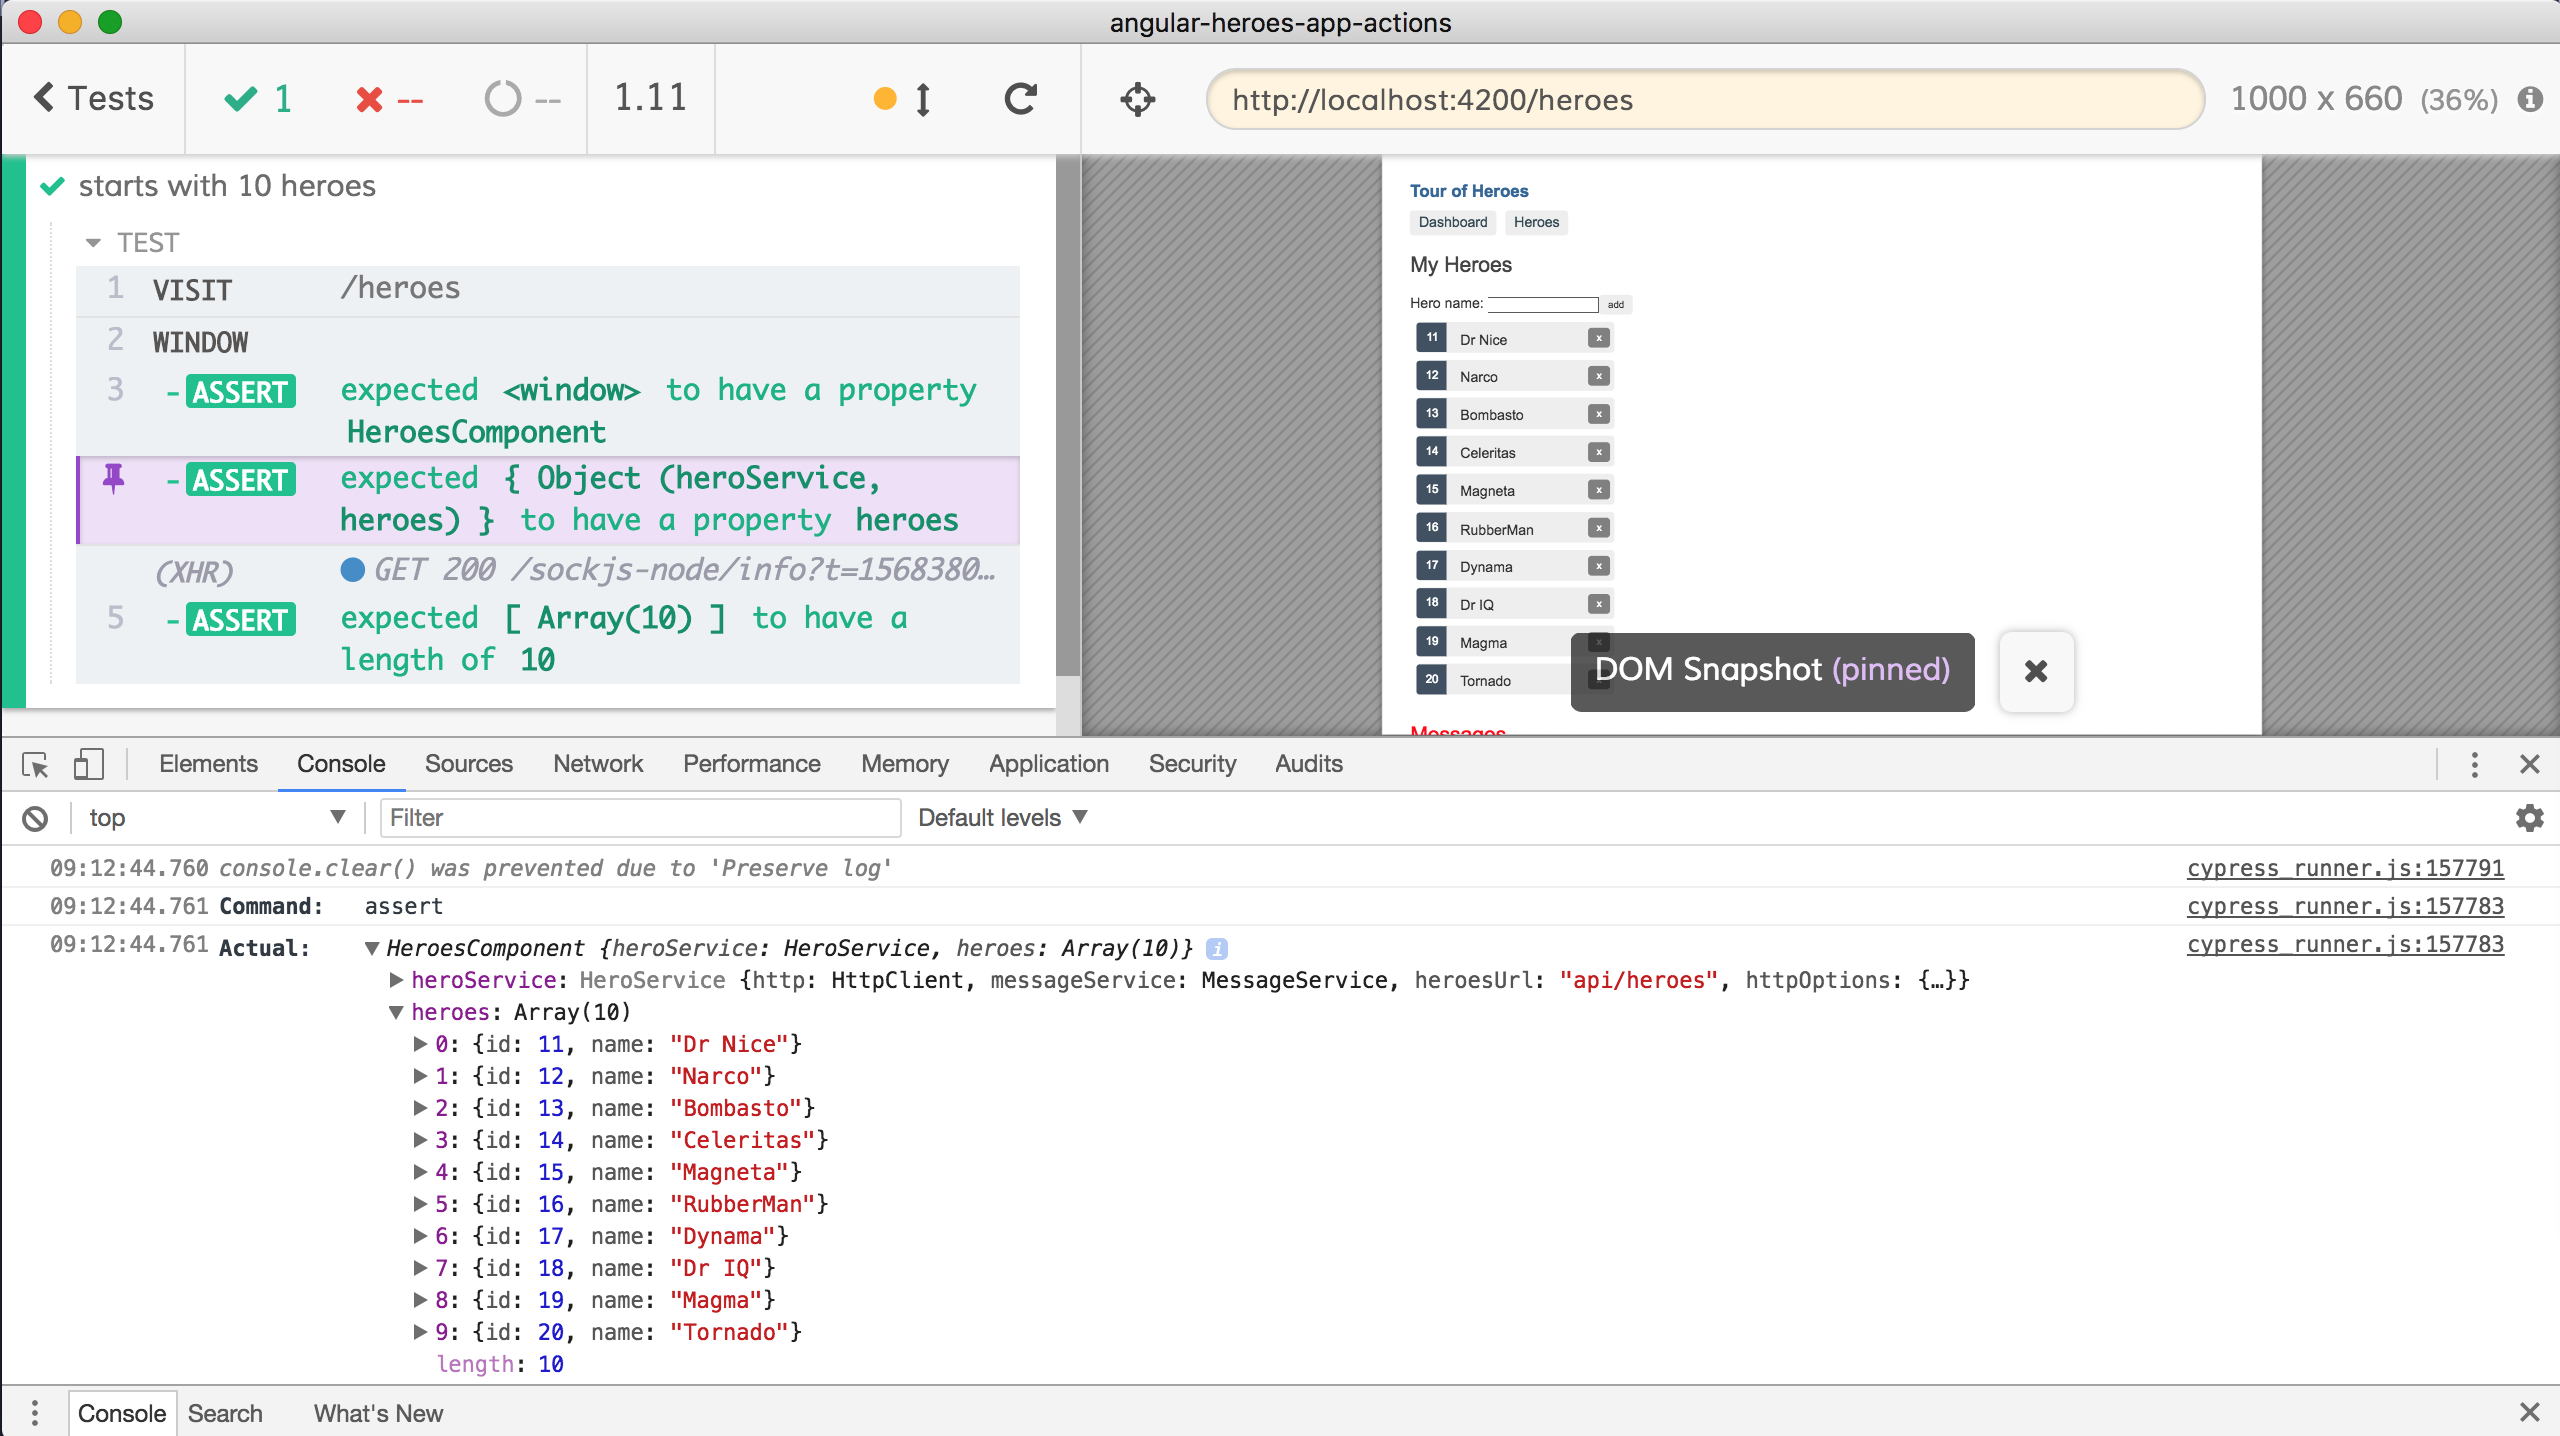 angular-heroes-app-actions
Tests
1
--
--
1.11
http://localhost:4200/heroes
1000 x 660 (36%)
starts with 10 heroes
TEST
1 VISIT /heroes
2 WINDOW
3 -ASSERT expected <window> to have a property
HeroesComponent
-ASSERT expected { Object (heroService,
heroes) } to have a property heroes
(XHR) GET 200 /sockjs-node/info?t=1568380…
5 -ASSERT expected [ Array(10) ] to have a
length of 10
Tour of Heroes
Dashboard Heroes
My Heroes
Hero name: add
11 Dr Nice x
12 Narco x
13 Bombasto x
14 Celeritas x
15 Magneta x
16 RubberMan x
17 Dynama x
18 Dr IQ x
19 Magma x
20 Tornado
DOM Snapshot (pinned)
Messages
Elements Console Sources Network Performance Memory Application Security Audits
top Filter Default levels
09:12:44.760 console.clear() was prevented due to 'Preserve log' cypress_runner.js:157791
09:12:44.761 Command: assert cypress_runner.js:157783
09:12:44.761 Actual: HeroesComponent {heroService: HeroService, heroes: Array(10)} i cypress_runner.js:157783
heroService: HeroService {http: HttpClient, messageService: MessageService, heroesUrl: "api/heroes", httpOptions: {…}}
heroes: Array(10)
0: {id: 11, name: "Dr Nice"}
1: {id: 12, name: "Narco"}
2: {id: 13, name: "Bombasto"}
3: {id: 14, name: "Celeritas"}
4: {id: 15, name: "Magneta"}
5: {id: 16, name: "RubberMan"}
6: {id: 17, name: "Dynama"}
7: {id: 18, name: "Dr IQ"}
8: {id: 19, name: "Magma"}
9: {id: 20, name: "Tornado"}
length: 10
Console Search What's New